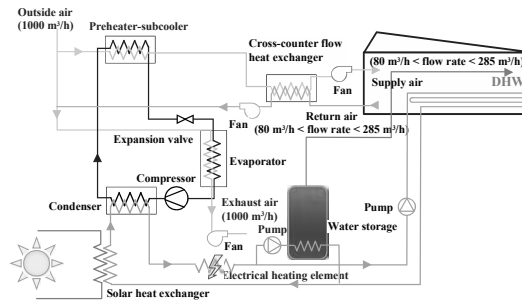 Outside air
(1000 m³/h)
Preheater-subcooler
Cross-counter flow
heat exchanger
Fan
(80 m³/h < flow rate < 285 m³/h)
Supply air
DHW
Fan
Return air
(80 m³/h < flow rate < 285 m³/h)
Expansion valve
Evaporator
Compressor
Condenser
Exhaust air
(1000 m³/h)
Fan
Pump
Water storage
Pump
Electrical heating element
Solar heat exchanger